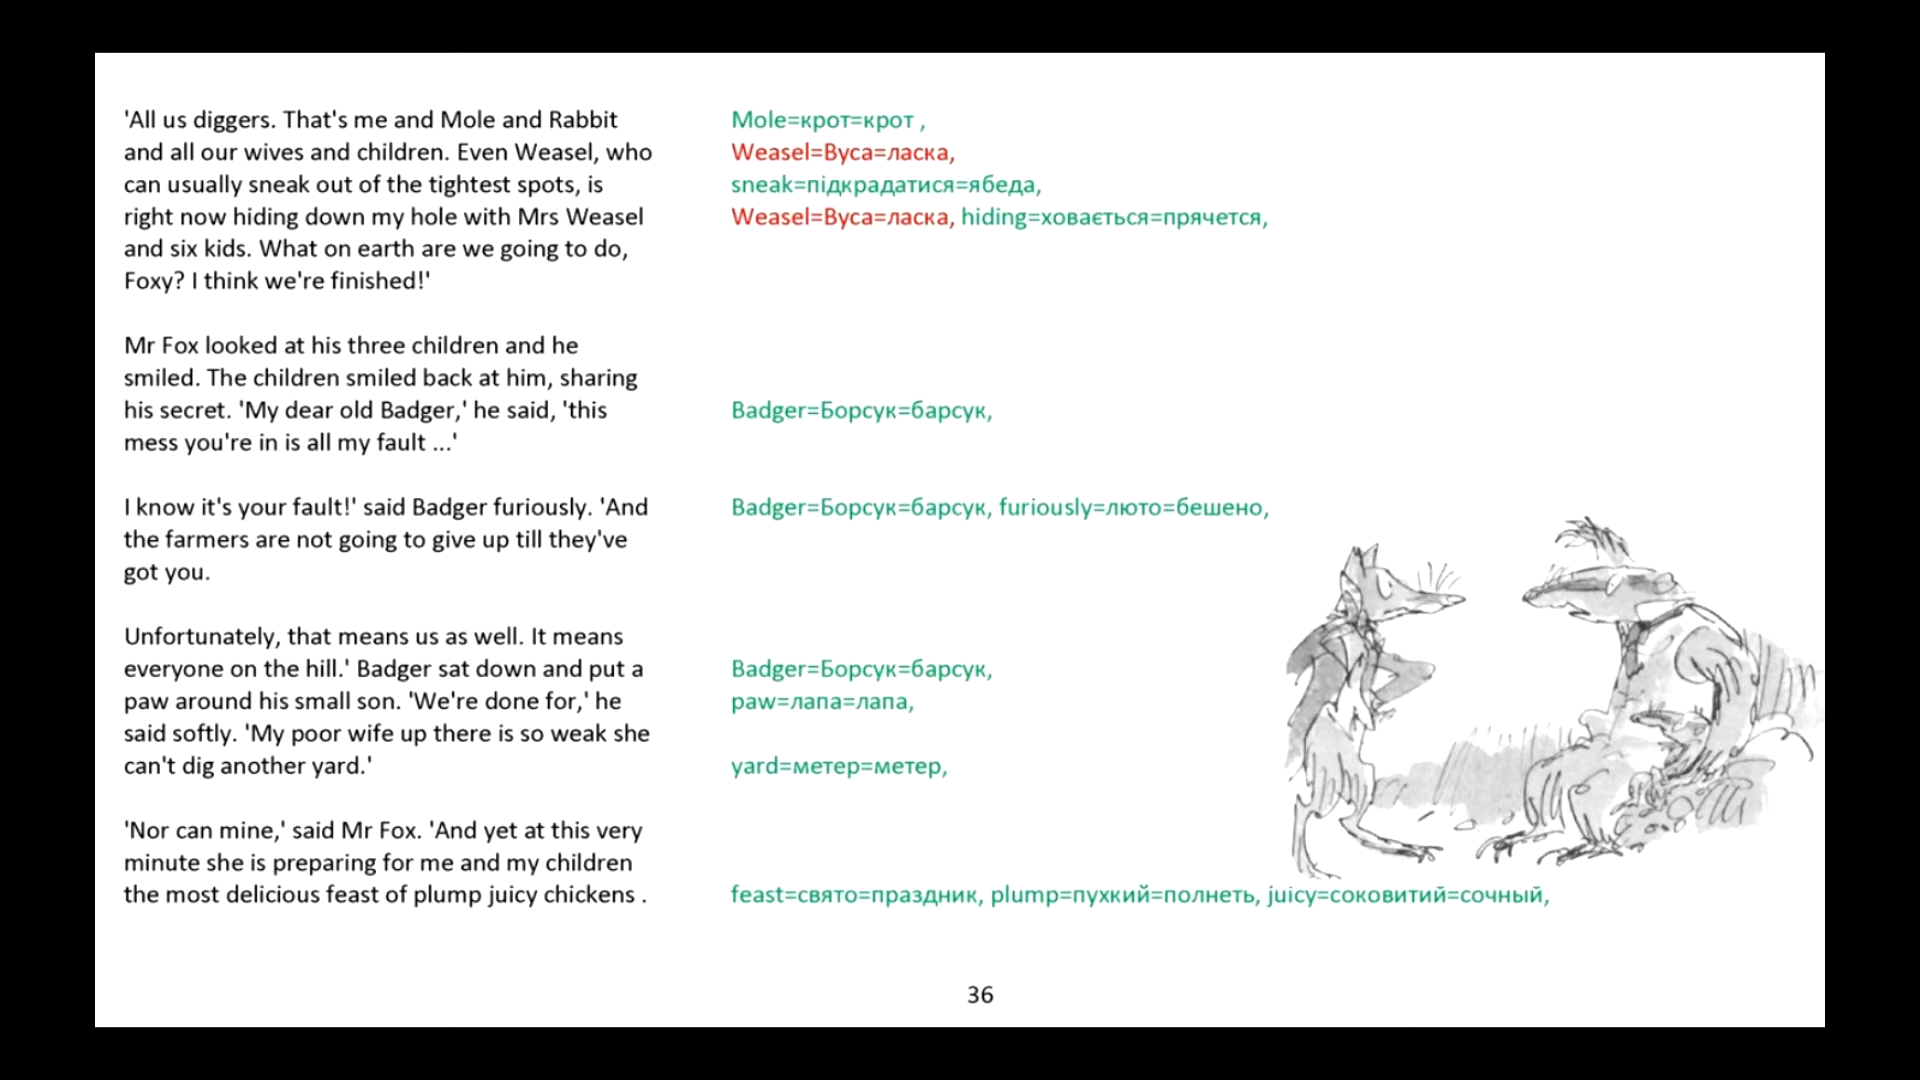 'All us diggers. That's me and Mole and Rabbit
Mole=крот=крот ,
and all our wives and children. Even Weasel, who
Weasel=Вуса=ласка,
can usually sneak out of the tightest spots, is
sneak=підкрадатися=ябеда,
right now hiding down my hole with Mrs Weasel
Weasel=Вуса=ласка, hiding=ховається=прячется,
and six kids. What on earth are we going to do,
Foxy? I think we're finished!'
Mr Fox looked at his three children and he
smiled. The children smiled back at him, sharing
his secret. 'My dear old Badger,' he said, 'this
Badger=Борсук=барсук,
mess you're in is all my fault ...'
I know it's your fault!' said Badger furiously. 'And
Badger=Борсук=барсук, furiously=люто=бешено,
the farmers are not going to give up till they've
got you.
Unfortunately, that means us as well. It means
everyone on the hill.' Badger sat down and put a
Badger=Борсук=барсук,
paw around his small son. 'We're done for,' he
paw=лапа=лапа,
said softly. 'My poor wife up there is so weak she
can't dig another yard.'
yard=метер=метер,
'Nor can mine,' said Mr Fox. 'And yet at this very
minute she is preparing for me and my children
the most delicious feast of plump juicy chickens .
feast=свято=праздник, plump=пухкий=полнеть, juicy=соковитий=сочный,
36